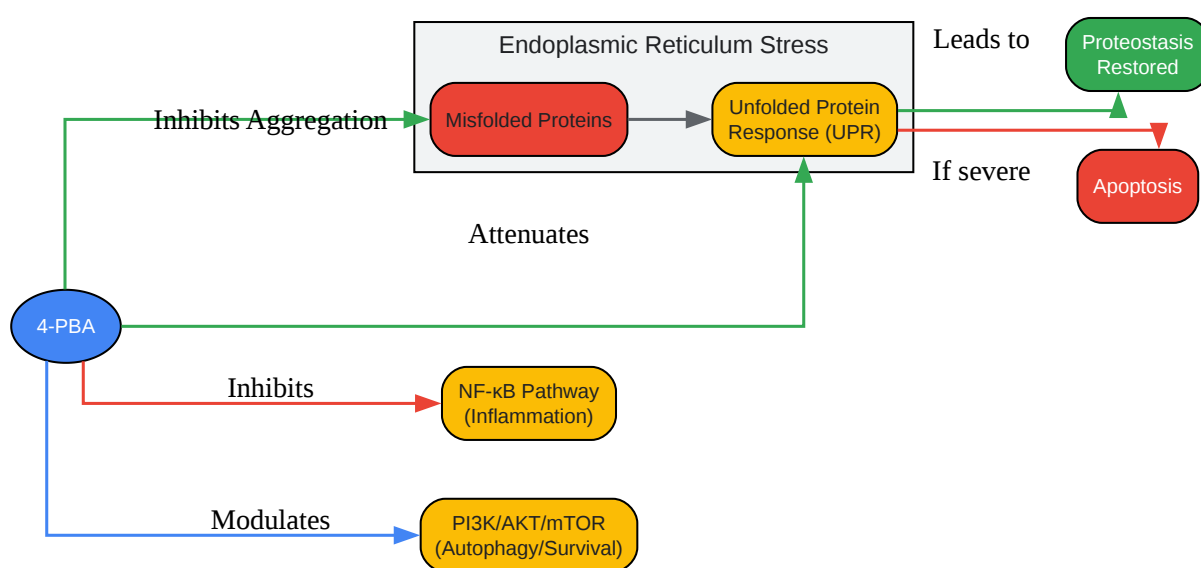 Endoplasmic Reticulum Stress
Leads to
Proteostasis
Restored
Inhibits Aggregation
Misfolded Proteins
Unfolded Protein
Response (UPR)
If severe
Apoptosis
Attenuates
4-PBA
Inhibits
NF-κB Pathway
(Inflammation)
Modulates
PI3K/AKT/mTOR
(Autophagy/Survival)